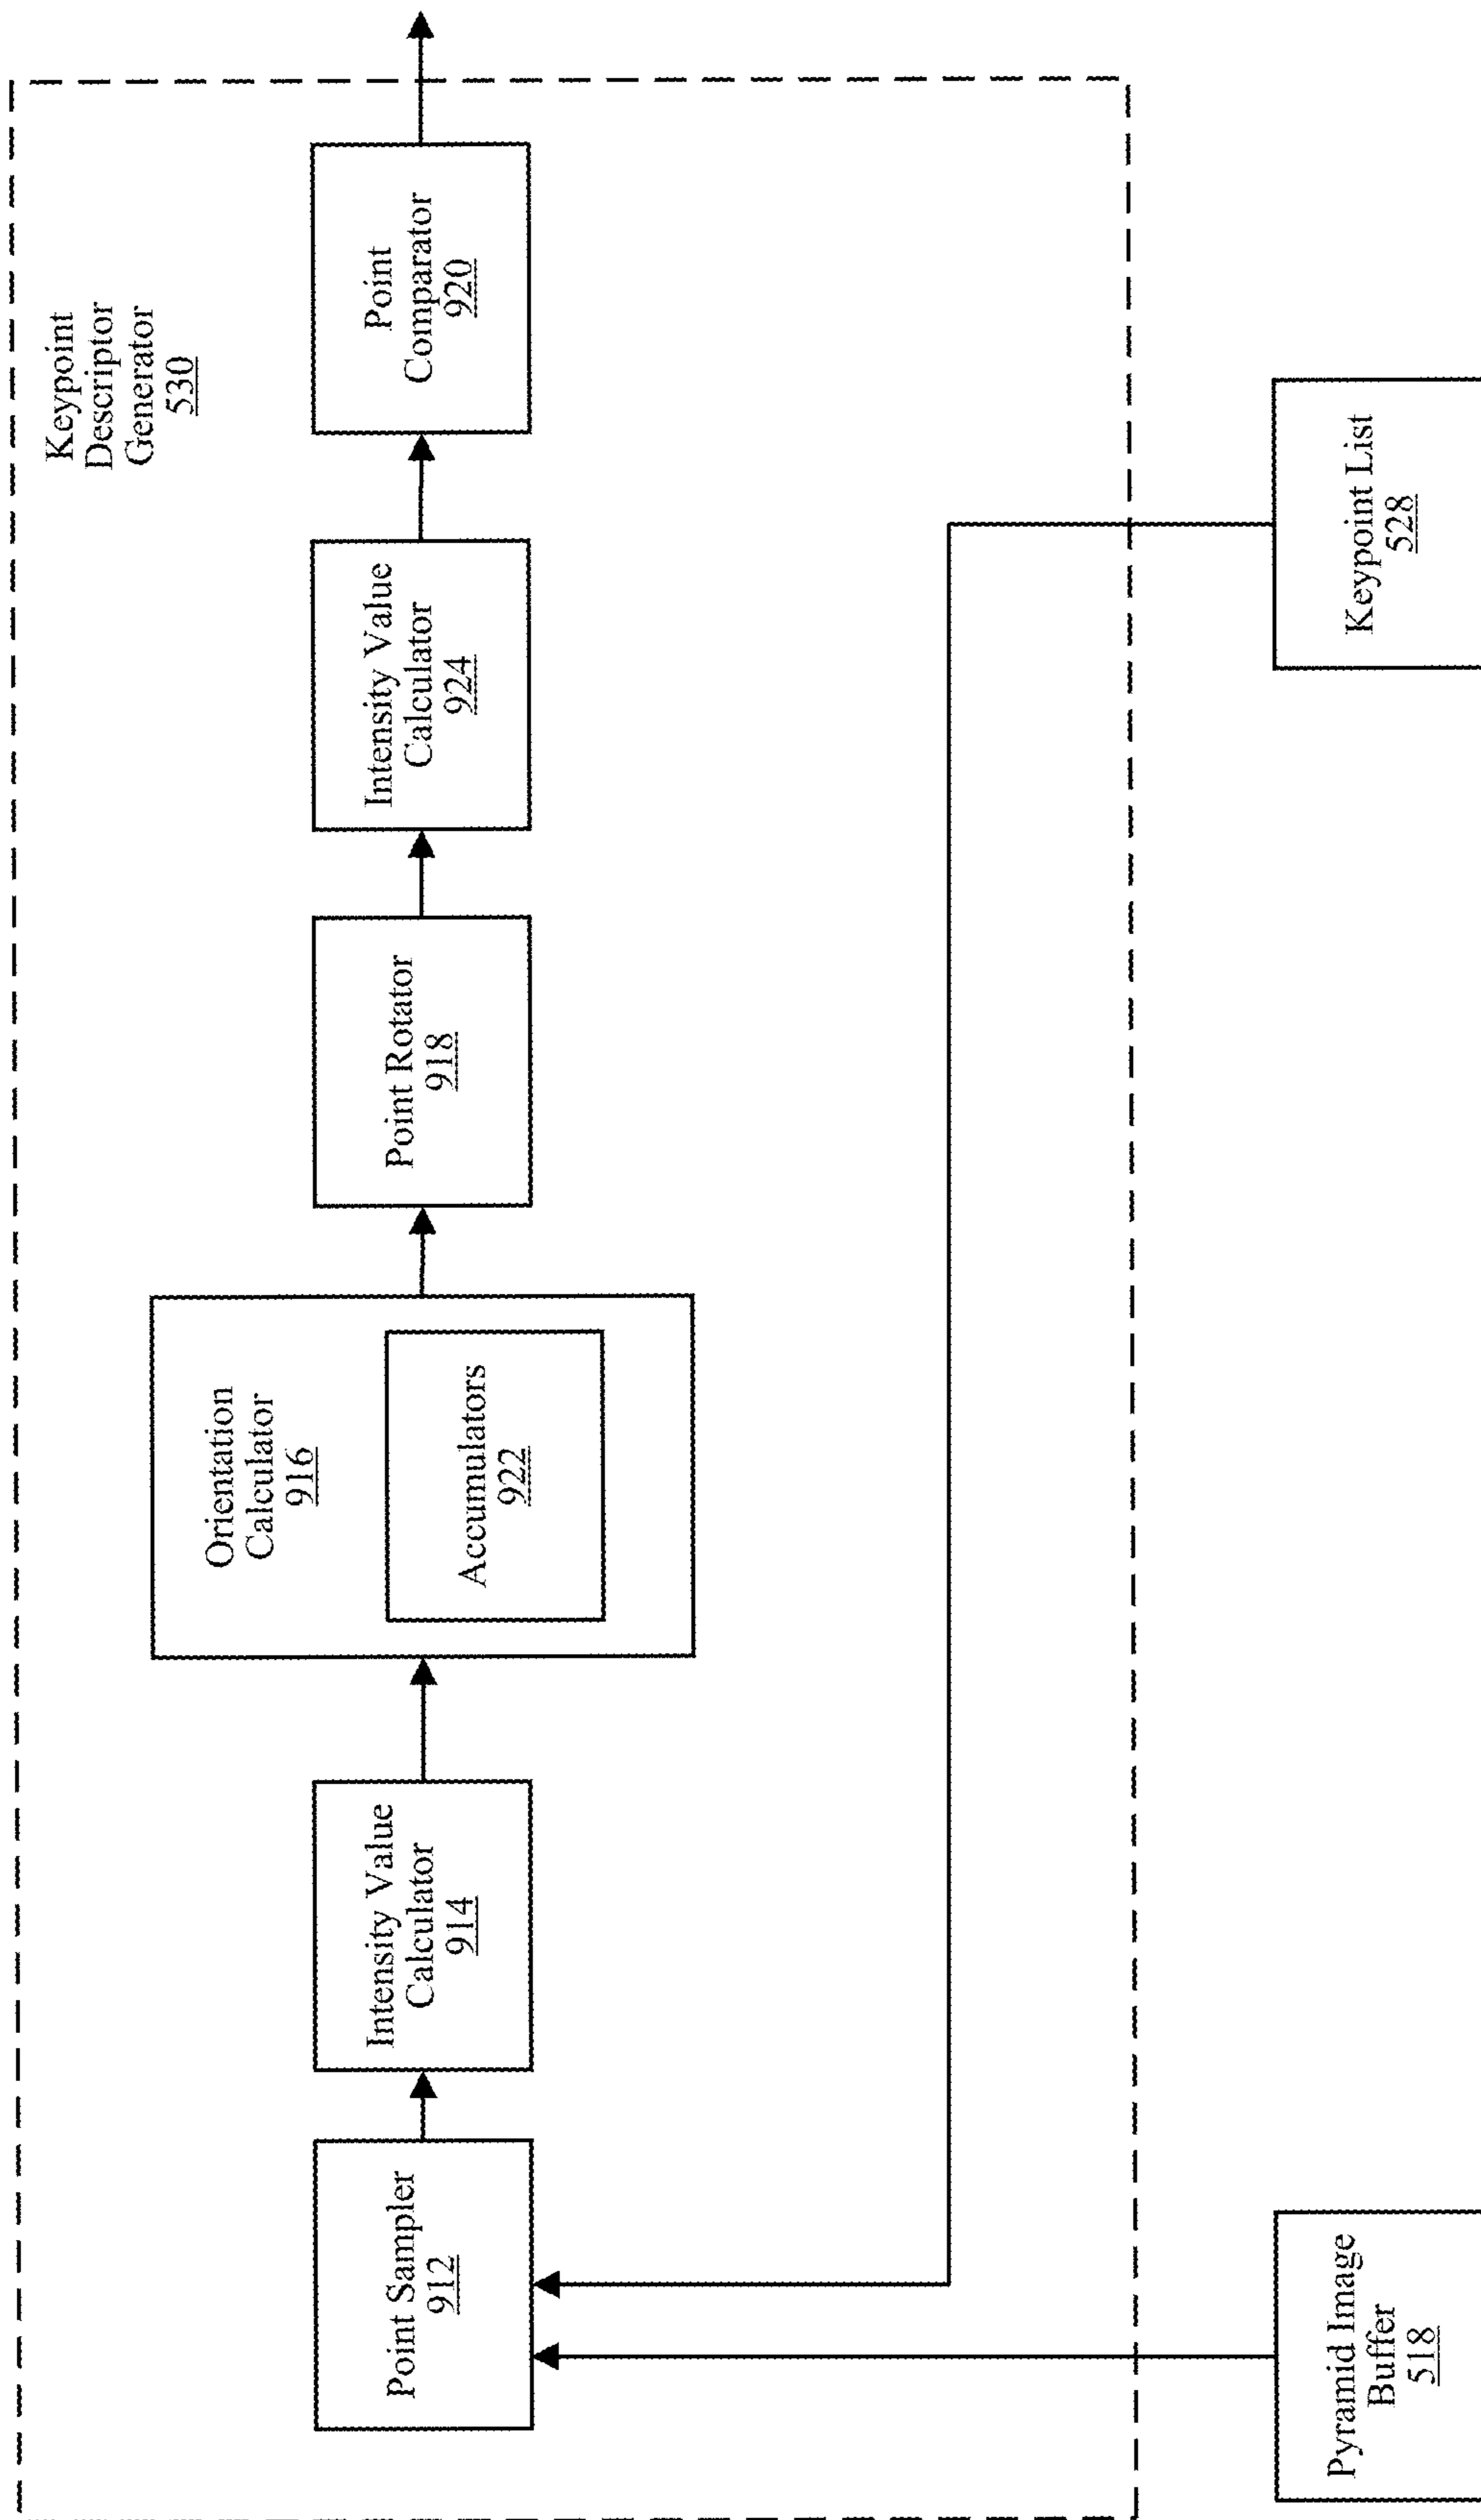 Keypoint
Descriptor
Generator
530
Point Sampler
912
Intensity Value
Calculator
914
Orientation
Calculator
916
Accumulators
922
Point Rotator
918
Intensity Value
Calculator
924
Point
Comparator
920
Pyramid Image
Buffer
518
Keypoint List
528